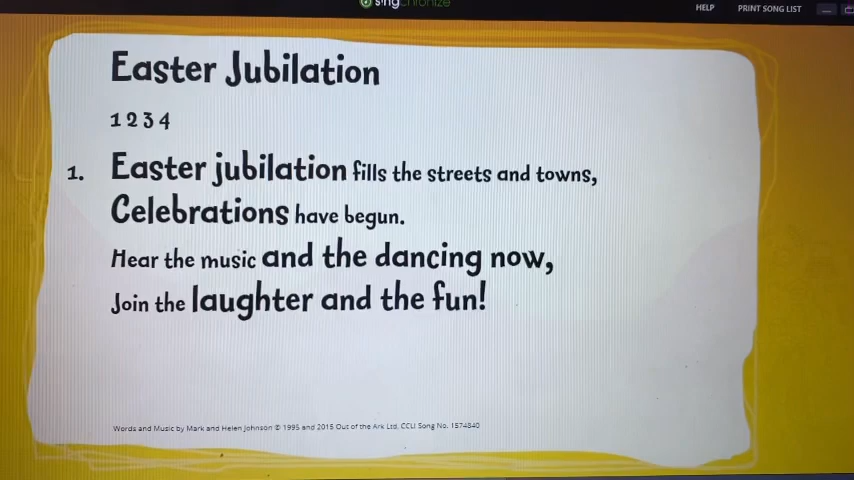 singchronize
HELP
PRINT SONG LIST
Easter Jubilation
1 2 3 4
1. Easter jubilation fills the streets and towns,
Celebrations have begun.
Hear the music and the dancing now,
Join the laughter and the fun!
Words and Music by Mark and Helen Johnson © 1995 and 2015 Out of the Ark Ltd, CCLI Song No. 1574840